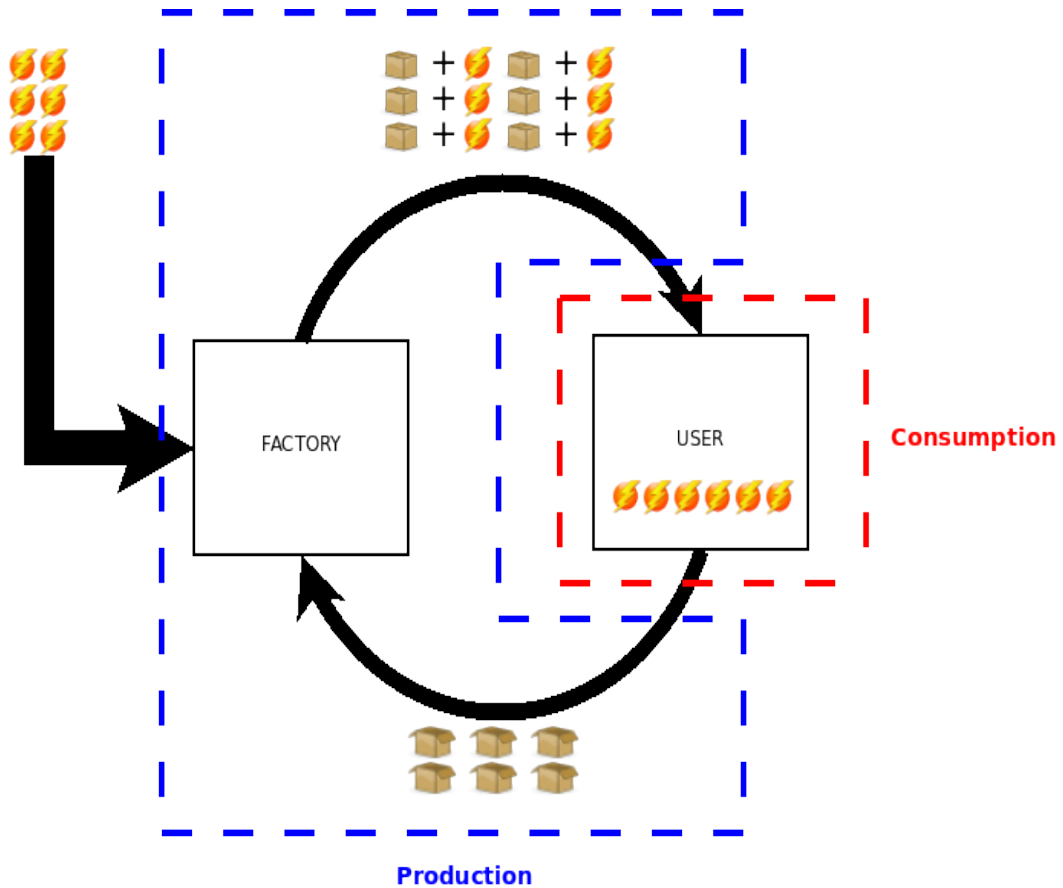 + +
+ +
+ +
FACTORY
USER
Consumption
Production